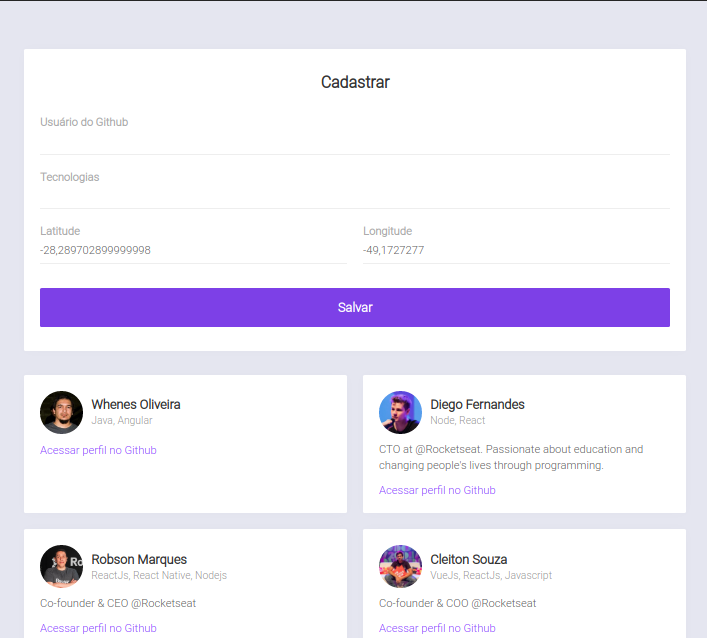 Cadastrar
Usuário do Github
Tecnologias
Latitude
Longitude
-28,289702899999998
-49,1727277
Salvar
Whenes Oliveira
Java, Angular
Acessar perfil no Github
Diego Fernandes
Node, React
CTO at @Rocketseat. Passionate about education and
changing people's lives through programming.
Acessar perfil no Github
Robson Marques
ReactJs, React Native, Nodejs
Co-founder & CEO @Rocketseat
Acessar perfil no Github
Cleiton Souza
VueJs, ReactJs, Javascript
Co-founder & COO @Rocketseat
Acessar perfil no Github